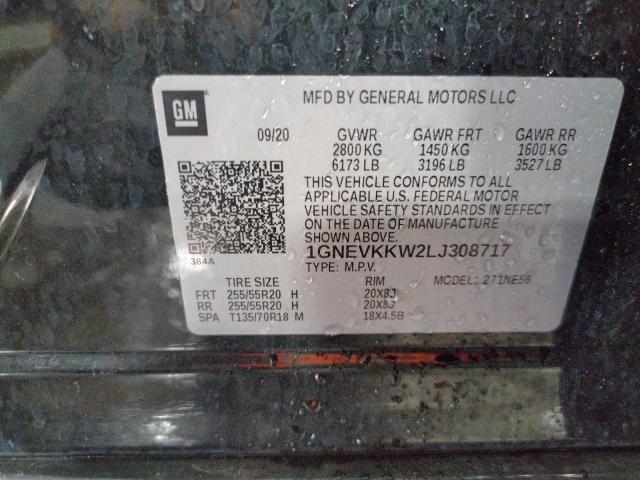 GM
MFD BY GENERAL MOTORS LLC
09/20 GVWR GAWR FRT GAWR RR
2800 KG 1450 KG 1600 KG
6173 LB 3196 LB 3527 LB
THIS VEHICLE CONFORMS TO ALL
APPLICABLE U.S. FEDERAL MOTOR
VEHICLE SAFETY STANDARDS IN EFFECT
ON THE DATE OF MANUFACTURE
SHOWN ABOVE.
384A
1GNEVKKW2LJ308717
TYPE: M.P.V.
TIRE SIZE RIM MODEL: 271NE56
FRT 255/55R20 H 20X8J
RR 255/55R20 H 20X8J
SPA T135/70R18 M 18X4.5B